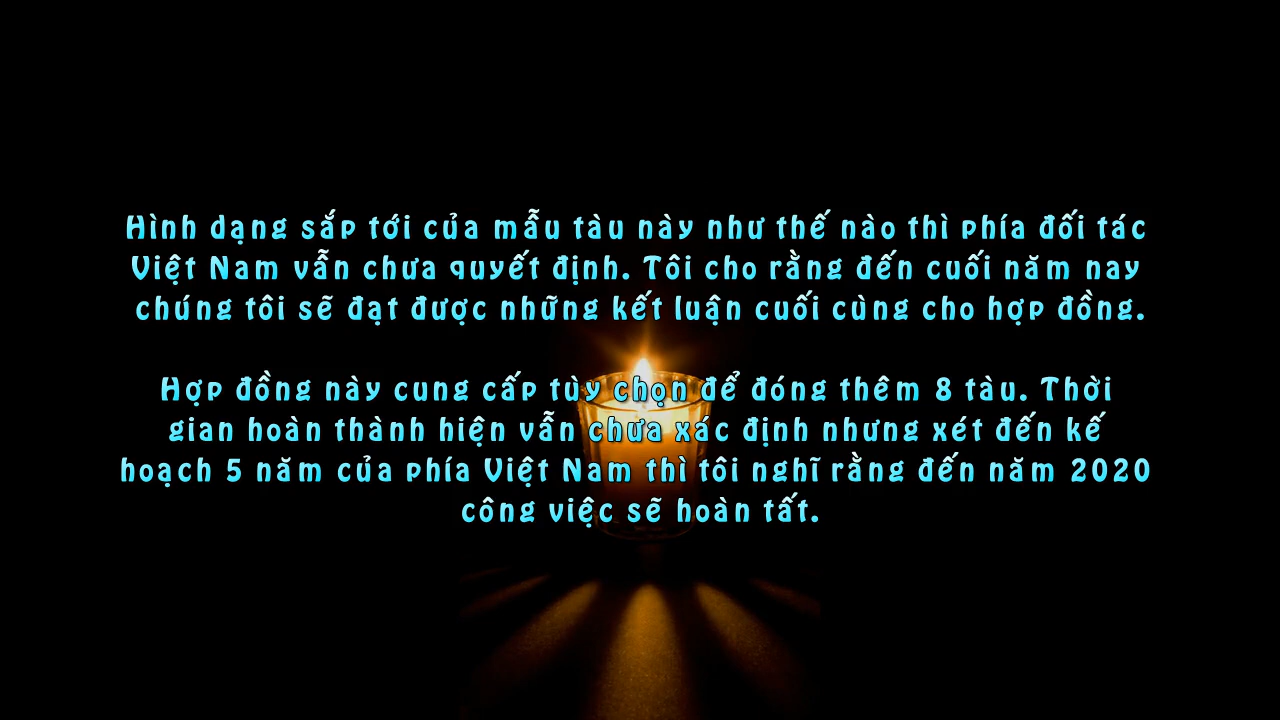 Hình dạng sắp tới của mẫu tàu này như thế nào thì phía đối tác
Việt Nam vẫn chưa quyết định. Tôi cho rằng đến cuối năm nay
chúng tôi sẽ đạt được những kết luận cuối cùng cho hợp đồng.
Hợp đồng này cung cấp tùy chọn để đóng thêm 8 tàu. Thời
gian hoàn thành hiện vẫn chưa xác định nhưng xét đến kế
hoạch 5 năm của phía Việt Nam thì tôi nghĩ rằng đến năm 2020
công việc sẽ hoàn tất.